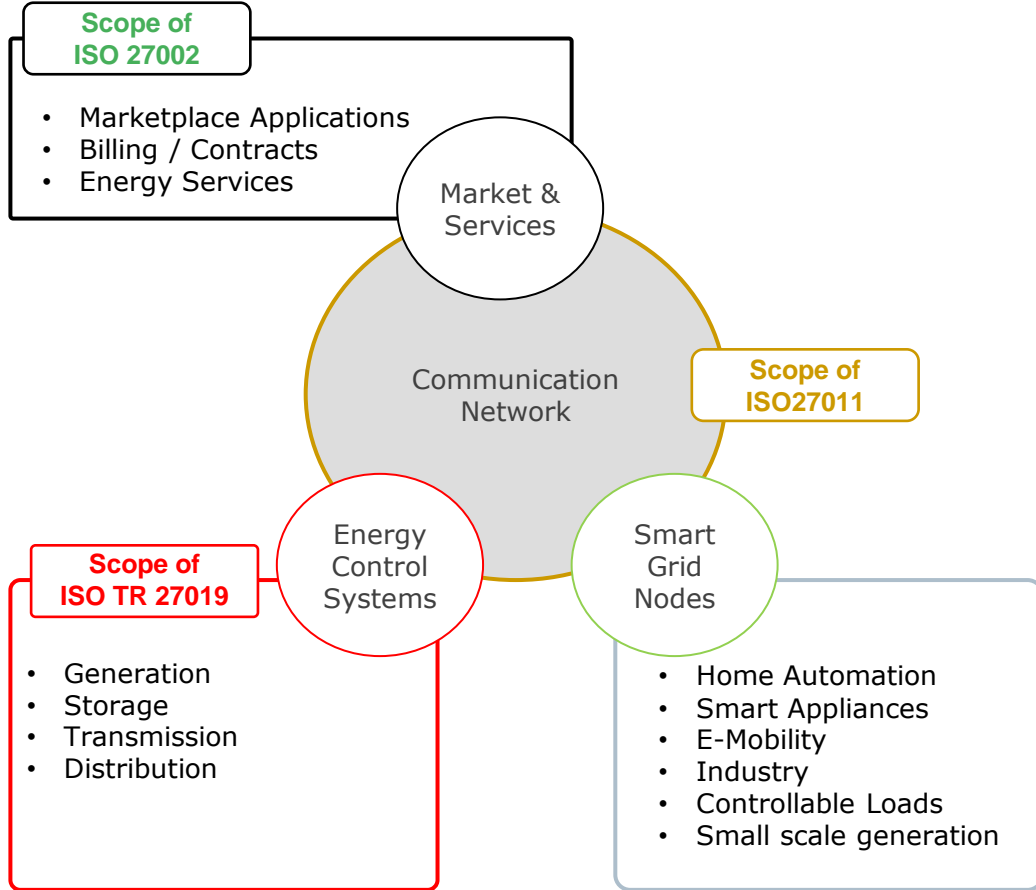 Scope of
ISO 27002
• Marketplace Applications
• Billing / Contracts
• Energy Services
Market &
Services
Communication
Network
Scope of
ISO27011
Energy
Control
Systems
Smart
Grid
Nodes
Scope of
ISO TR 27019
• Generation
• Storage
• Transmission
• Distribution
• Home Automation
• Smart Appliances
• E-Mobility
• Industry
• Controllable Loads
• Small scale generation